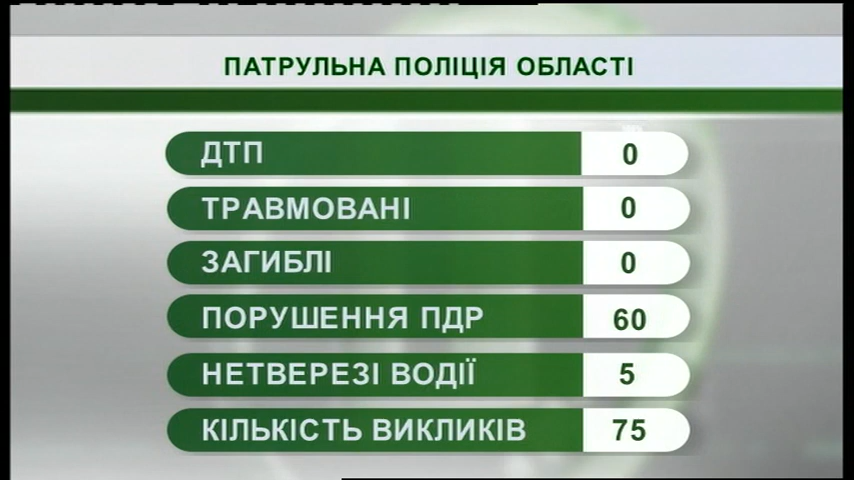 ПАТРУЛЬНА ПОЛІЦІЯ ОБЛАСТІ
ДТП 0
ТРАВМОВАНІ 0
ЗАГИБЛІ 0
ПОРУШЕННЯ ПДР 60
НЕТВЕРЕЗІ ВОДІЇ 5
КІЛЬКІСТЬ ВИКЛИКІВ 75